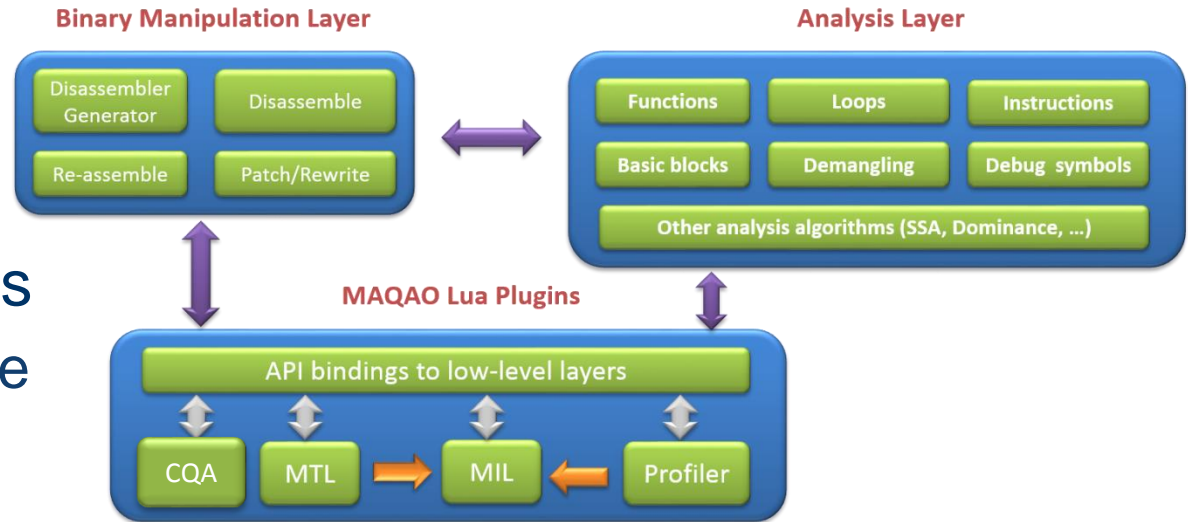 Binary Manipulation Layer
Disassembler
Generator
Disassemble
Re-assemble
Patch/Rewrite
Analysis Layer
Functions
Loops
Instructions
Basic blocks
Demangling
Debug symbols
Other analysis algorithms (SSA, Dominance, ...)
s
e
MAQAO Lua Plugins
API bindings to low-level layers
CQA
MTL
MIL
Profiler